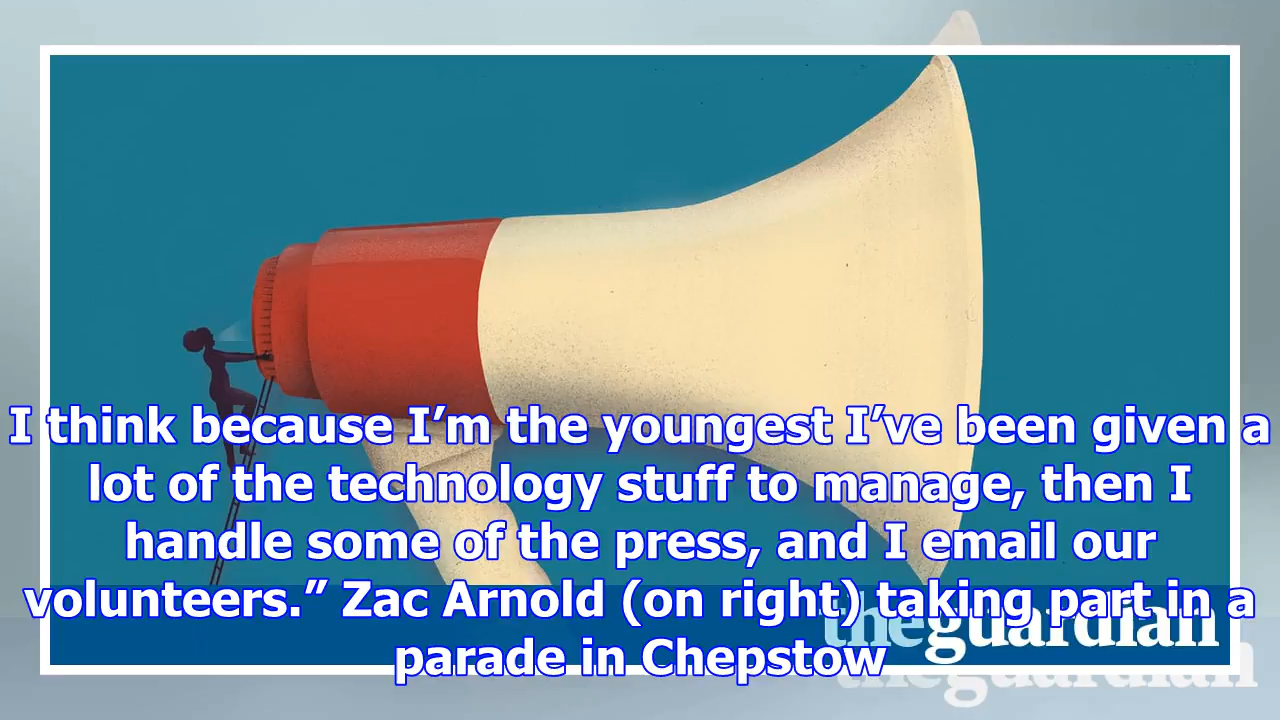 I think because I’m the youngest I’ve been given a
lot of the technology stuff to manage, then I
handle some of the press, and I email our
volunteers.” Zac Arnold (on right) taking part in a
parade in Chepstow
theguardian
theguardian